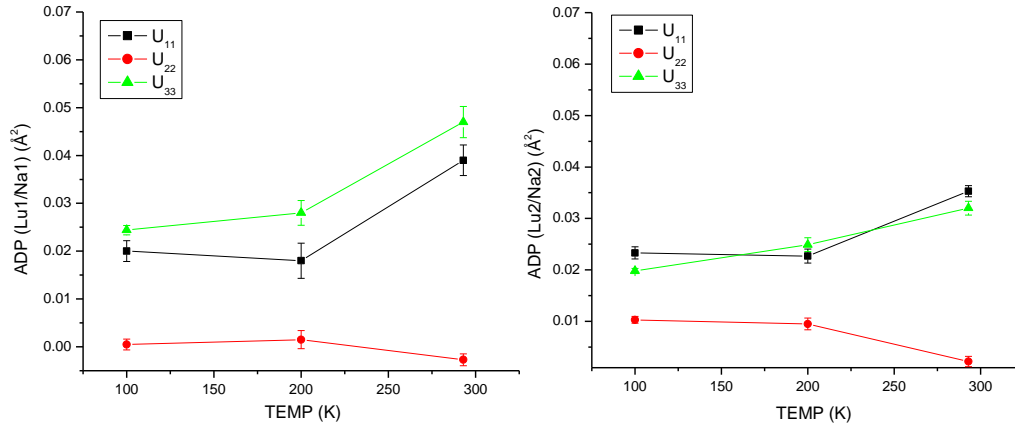 0.07
0.06
0.05
0.04
0.03
0.02
0.01
0.00
ADP (Lu1/Na1) (Å²)
U₁₁
U₂₂
U₃₃
100 150 200 250 300
TEMP (K)
0.07
0.06
0.05
0.04
0.03
0.02
0.01
ADP (Lu2/Na2) (Å²)
U₁₁
U₂₂
U₃₃
100 150 200 250 300
TEMP (K)